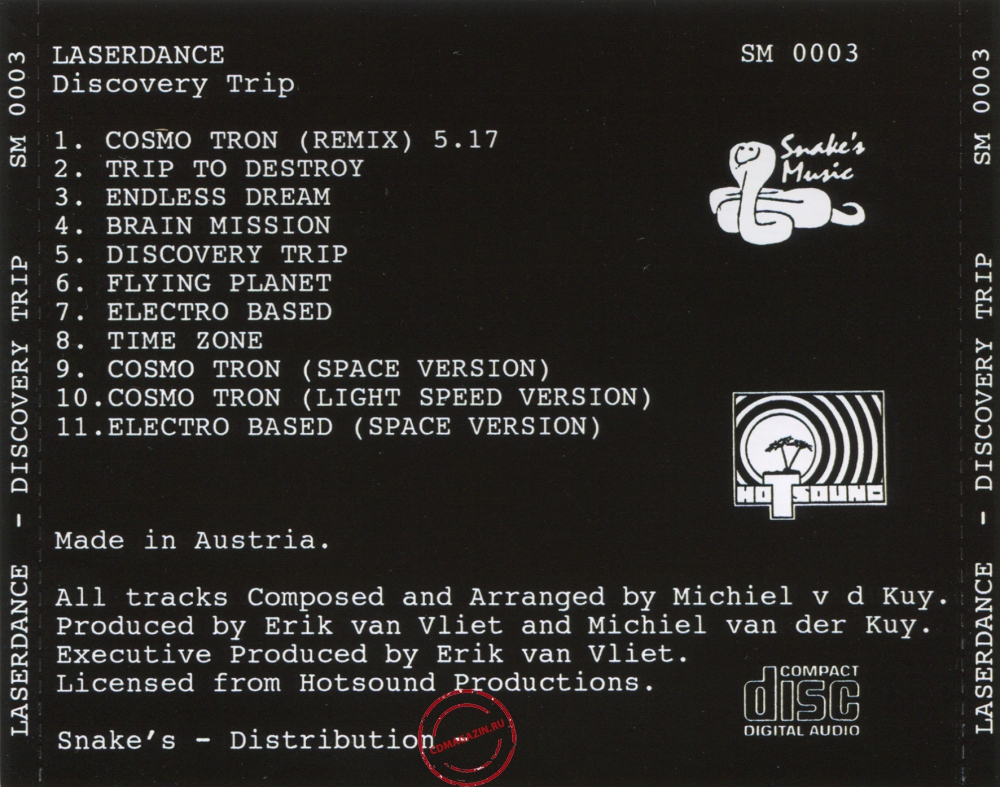 LASERDANCE
Discovery Trip
SM 0003
1. COSMO TRON (REMIX) 5.17
2. TRIP TO DESTROY
3. ENDLESS DREAM
4. BRAIN MISSION
5. DISCOVERY TRIP
6. FLYING PLANET
7. ELECTRO BASED
8. TIME ZONE
9. COSMO TRON (SPACE VERSION)
10.COSMO TRON (LIGHT SPEED VERSION)
11.ELECTRO BASED (SPACE VERSION)
Snake's
Music
HOTSOUND
Made in Austria.
All tracks Composed and Arranged by Michiel v d Kuy.
Produced by Erik van Vliet and Michiel van der Kuy.
Executive Produced by Erik van Vliet.
Licensed from Hotsound Productions.
Snake's - Distribution -
COMPACT
disc
DIGITAL AUDIO
CDMAGAZIN.RU
LASERDANCE - DISCOVERY TRIP SM 0003
LASERDANCE - DISCOVERY TRIP SM 0003